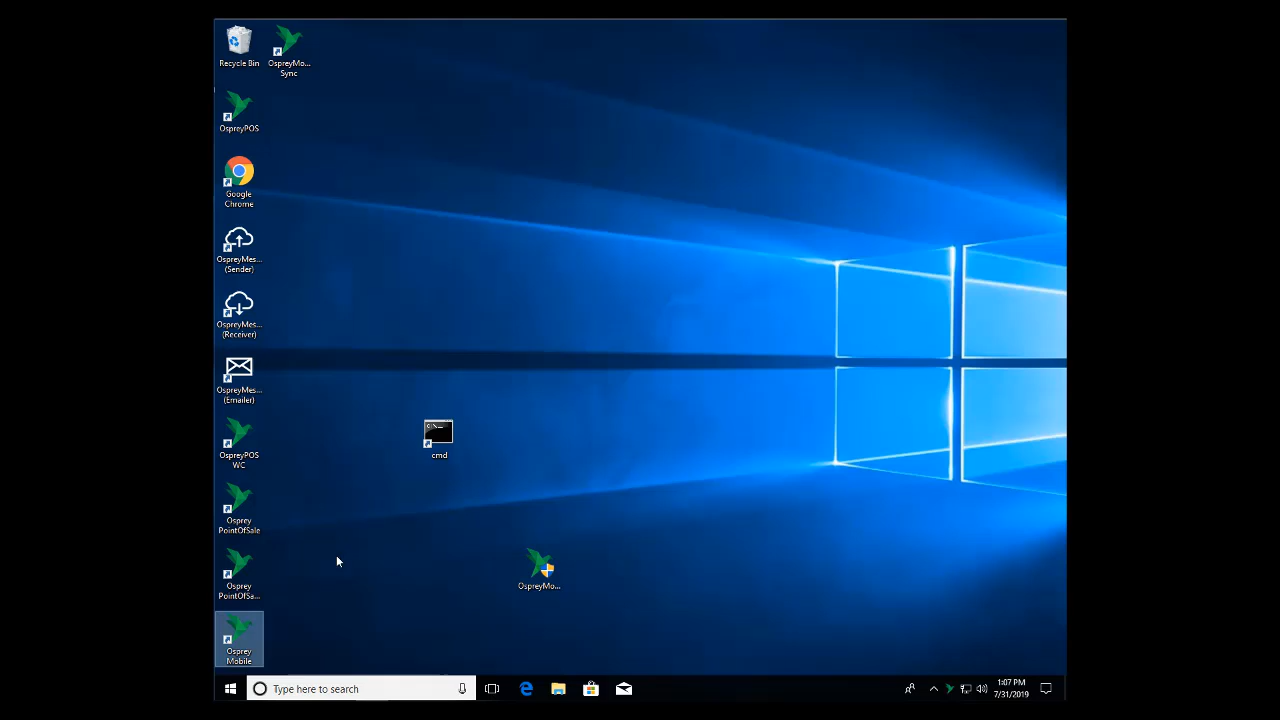 Recycle Bin
OspreyMo...
Sync
OspreyPOS
Google
Chrome
OspreyMes...
(Sender)
OspreyMes...
(Receiver)
OspreyMes...
(Emailer)
OspreyPOS
WC
Osprey
PointOfSale
Osprey
PointOfSa...
Osprey
Mobile
cmd
OspreyMo...
Type here to search
1:07 PM
7/31/2019